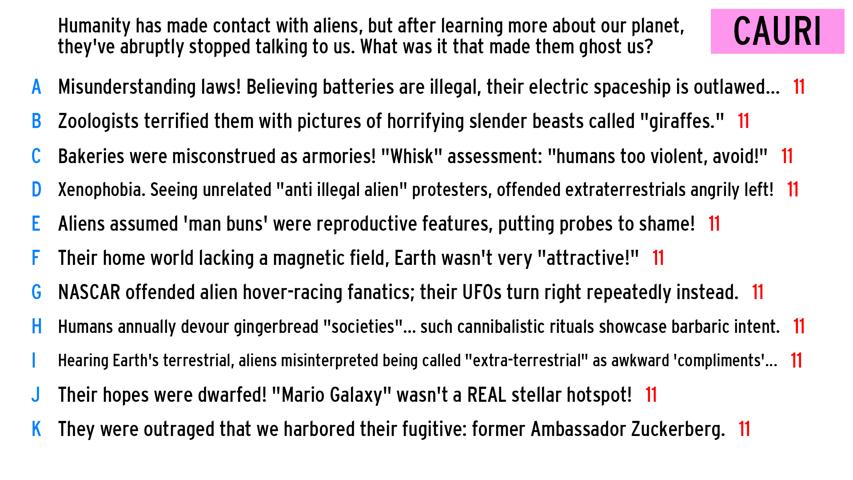 Humanity has made contact with aliens, but after learning more about our planet,
they've abruptly stopped talking to us. What was it that made them ghost us?
CAURI
A Misunderstanding laws! Believing batteries are illegal, their electric spaceship is outlawed... 11
B Zoologists terrified them with pictures of horrifying slender beasts called "giraffes." 11
C Bakeries were misconstrued as armories! "Whisk" assessment: "humans too violent, avoid!" 11
D Xenophobia. Seeing unrelated "anti illegal alien" protesters, offended extraterrestrials angrily left! 11
E Aliens assumed 'man buns' were reproductive features, putting probes to shame! 11
F Their home world lacking a magnetic field, Earth wasn't very "attractive!" 11
G NASCAR offended alien hover-racing fanatics; their UFOs turn right repeatedly instead. 11
H Humans annually devour gingerbread "societies"... such cannibalistic rituals showcase barbaric intent. 11
I Hearing Earth's terrestrial, aliens misinterpreted being called "extra-terrestrial" as awkward 'compliments'... 11
J Their hopes were dwarfed! "Mario Galaxy" wasn't a REAL stellar hotspot! 11
K They were outraged that we harbored their fugitive: former Ambassador Zuckerberg. 11